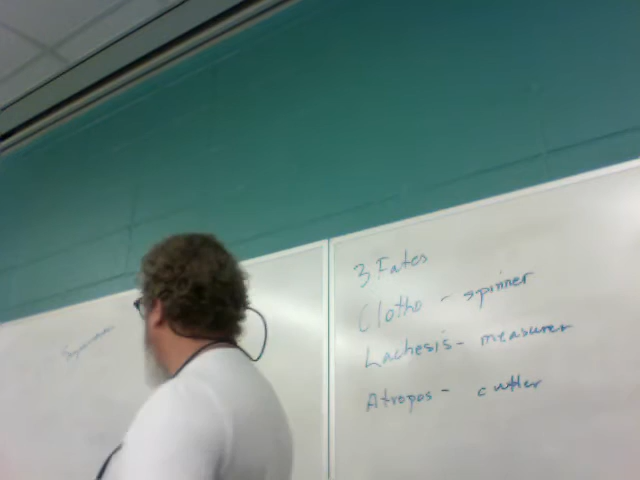 3 Fates
Clotho - spinner
Lachesis - measurer
Atropos - cutter